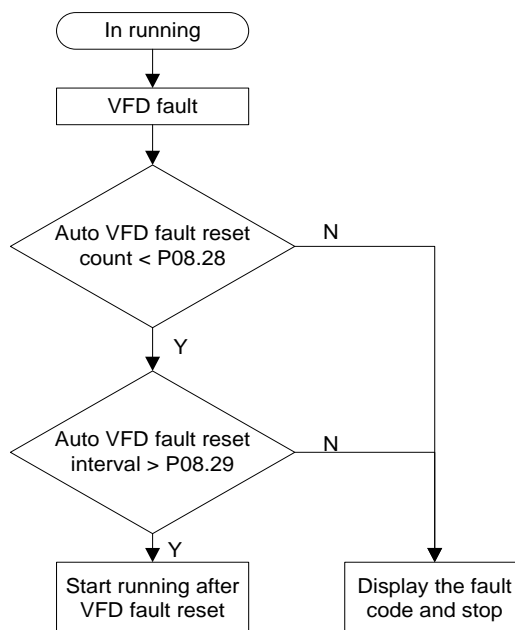 In running
VFD fault
Auto VFD fault reset
count < P08.28
N
Y
Auto VFD fault reset
interval > P08.29
N
Y
Start running after
VFD fault reset
Display the fault
code and stop